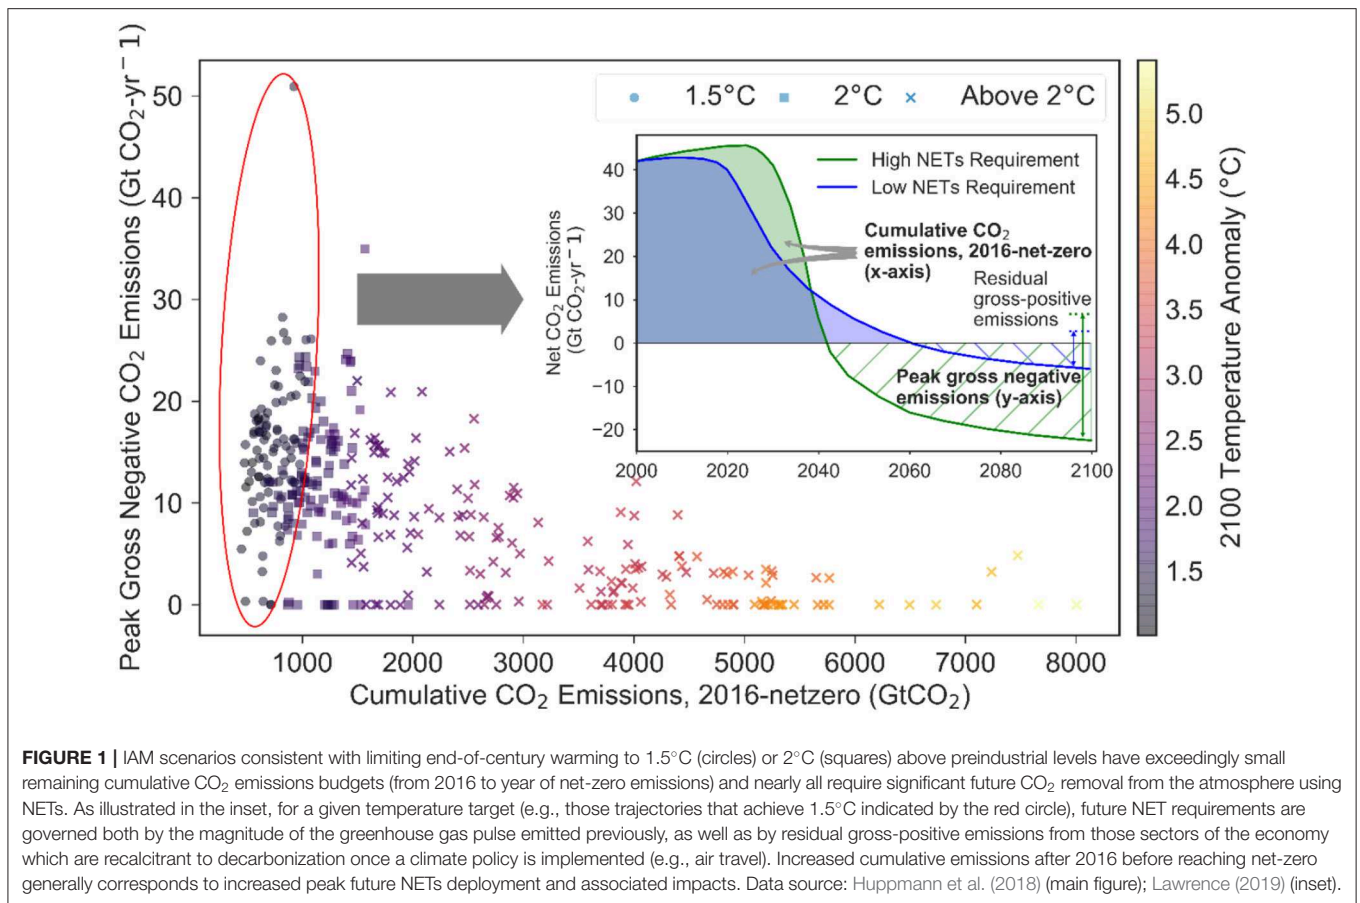 Peak Gross Negative CO₂ Emissions (Gt CO₂-yr−1)
50
40
30
20
10
0
1000 2000 3000 4000 5000 6000 7000 8000
Cumulative CO₂ Emissions, 2016-netzero (GtCO₂)
1.5°C 2°C Above 2°C
Net CO₂ Emissions
(Gt CO₂-yr−1)
40
30
20
10
0
−10
−20
2000 2020 2040 2060 2080 2100
High NETs Requirement
Low NETs Requirement
Cumulative CO₂
emissions, 2016-net-zero
(x-axis)
Residual
gross-positive
emissions
Peak gross negative
emissions (y-axis)
5.0
4.5
4.0
3.5
3.0
2.5
2.0
1.5
2100 Temperature Anomaly (°C)
FIGURE 1 | IAM scenarios consistent with limiting end-of-century warming to 1.5°C (circles) or 2°C (squares) above preindustrial levels have exceedingly small
remaining cumulative CO₂ emissions budgets (from 2016 to year of net-zero emissions) and nearly all require significant future CO₂ removal from the atmosphere using
NETs. As illustrated in the inset, for a given temperature target (e.g., those trajectories that achieve 1.5°C indicated by the red circle), future NET requirements are
governed both by the magnitude of the greenhouse gas pulse emitted previously, as well as by residual gross-positive emissions from those sectors of the economy
which are recalcitrant to decarbonization once a climate policy is implemented (e.g., air travel). Increased cumulative emissions after 2016 before reaching net-zero
generally corresponds to increased peak future NETs deployment and associated impacts. Data source: Huppmann et al. (2018) (main figure); Lawrence (2019) (inset).